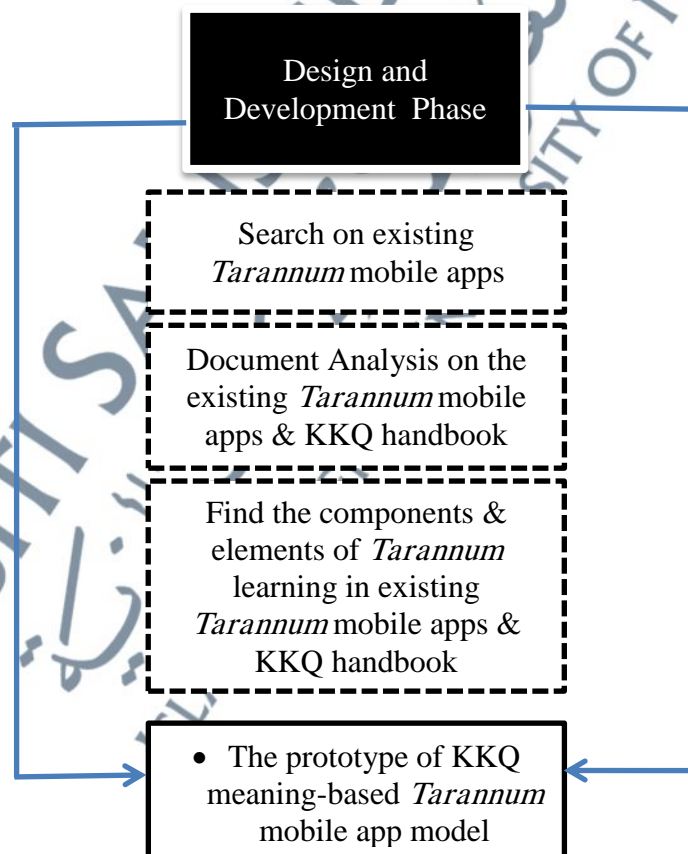 Design and
Development Phase
Search on existing
Tarannum mobile apps
Document Analysis on the
existing Tarannum mobile
apps & KKQ handbook
Find the components &
elements of Tarannum
learning in existing
Tarannum mobile apps &
KKQ handbook
• The prototype of KKQ
meaning-based Tarannum
mobile app model